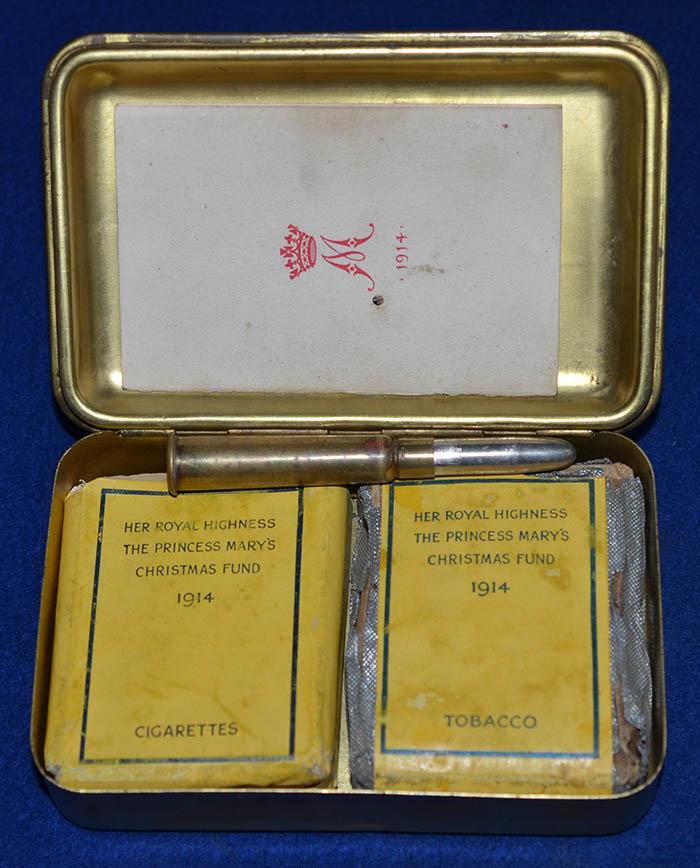 M
· 1914 ·
HER ROYAL HIGHNESS
THE PRINCESS MARY'S
CHRISTMAS FUND
1914
CIGARETTES
HER ROYAL HIGHNESS
THE PRINCESS MARY'S
CHRISTMAS FUND
1914
TOBACCO